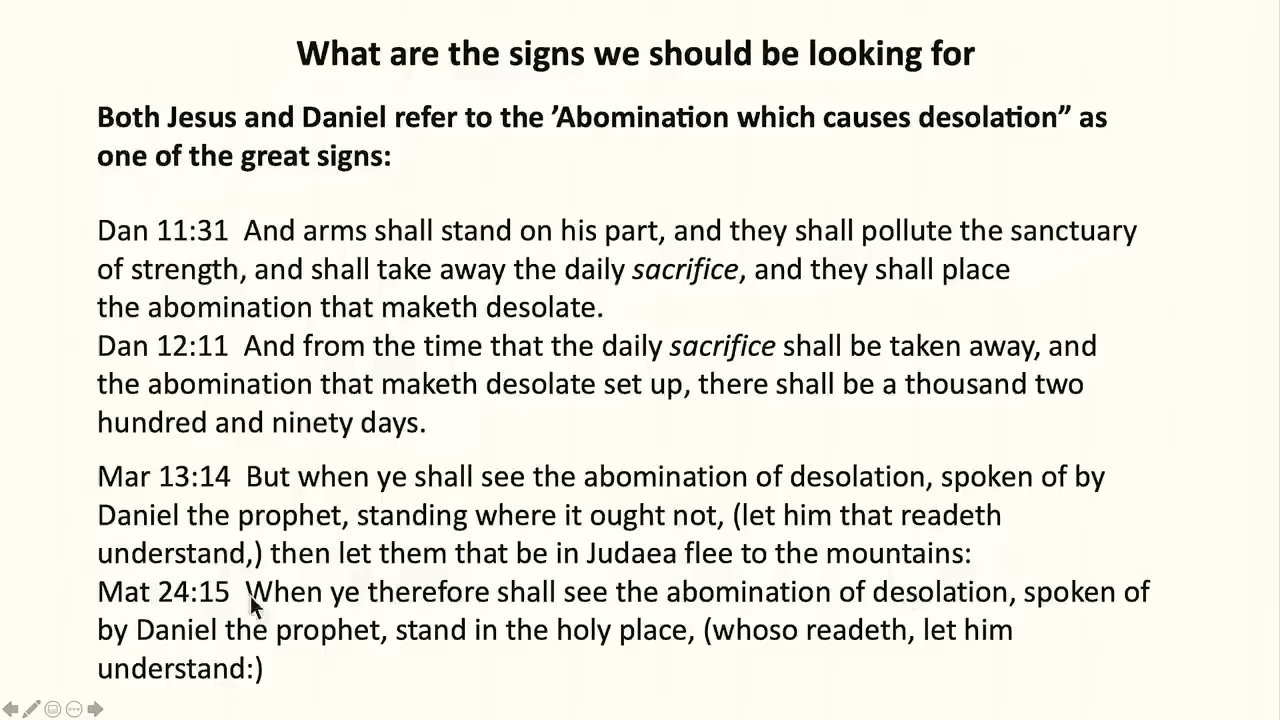 What are the signs we should be looking for
Both Jesus and Daniel refer to the ’Abomination which causes desolation” as
one of the great signs:
Dan 11:31  And arms shall stand on his part, and they shall pollute the sanctuary
of strength, and shall take away the daily sacrifice, and they shall place
the abomination that maketh desolate.
Dan 12:11  And from the time that the daily sacrifice shall be taken away, and
the abomination that maketh desolate set up, there shall be a thousand two
hundred and ninety days.
Mar 13:14  But when ye shall see the abomination of desolation, spoken of by
Daniel the prophet, standing where it ought not, (let him that readeth
understand,) then let them that be in Judaea flee to the mountains:
Mat 24:15  When ye therefore shall see the abomination of desolation, spoken of
by Daniel the prophet, stand in the holy place, (whoso readeth, let him
understand:)